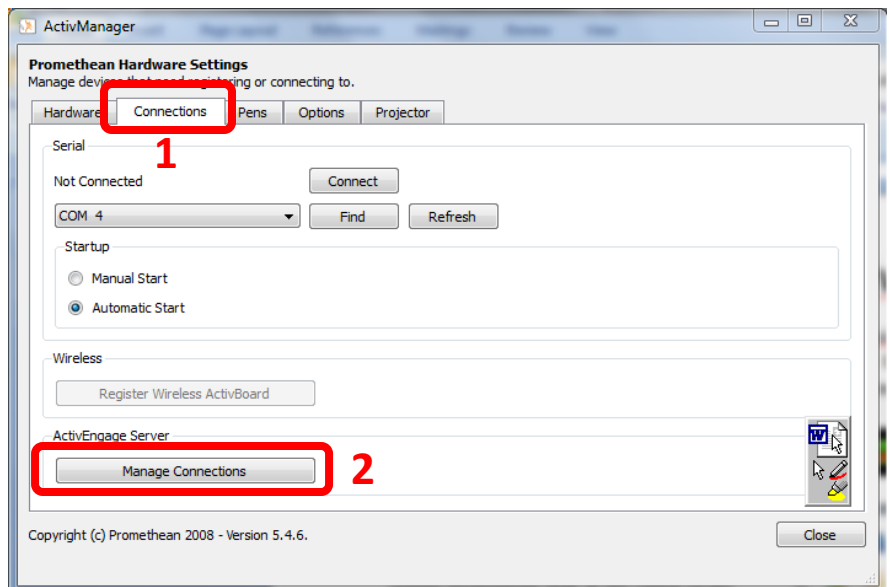 ActivManager
Promethean Hardware Settings
Manage devices that need registering or connecting to.
Hardware Connections Pens Options Projector
1
Serial
Not Connected Connect
COM 4 Find Refresh
Startup
Manual Start
Automatic Start
Wireless
Register Wireless ActivBoard
ActivEngage Server
Manage Connections 2
W
Copyright (c) Promethean 2008 - Version 5.4.6. Close